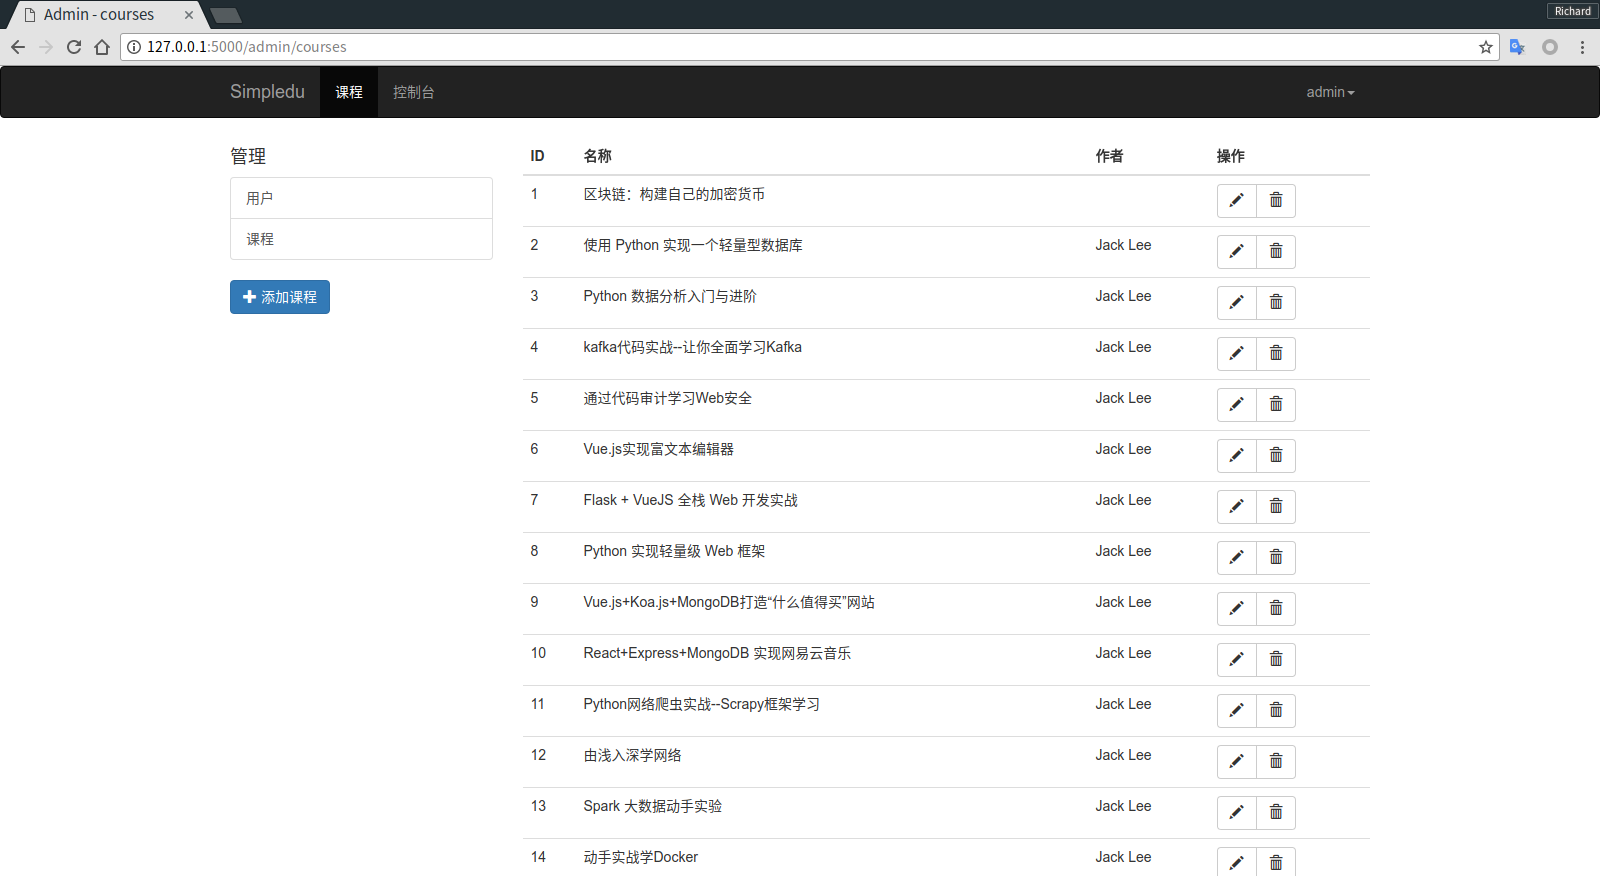 Admin - courses
Richard
127.0.0.1:5000/admin/courses
Simpledu 课程 控制台 admin
管理
用户
课程
添加课程
ID 名称 作者 操作
1 区块链：构建自己的加密货币
2 使用 Python 实现一个轻量型数据库 Jack Lee
3 Python 数据分析入门与进阶 Jack Lee
4 kafka代码实战--让你全面学习Kafka Jack Lee
5 通过代码审计学习Web安全 Jack Lee
6 Vue.js实现富文本编辑器 Jack Lee
7 Flask + VueJS 全栈 Web 开发实战 Jack Lee
8 Python 实现轻量级 Web 框架 Jack Lee
9 Vue.js+Koa.js+MongoDB打造“什么值得买”网站 Jack Lee
10 React+Express+MongoDB 实现网易云音乐 Jack Lee
11 Python网络爬虫实战--Scrapy框架学习 Jack Lee
12 由浅入深学网络 Jack Lee
13 Spark 大数据动手实验 Jack Lee
14 动手实战学Docker Jack Lee